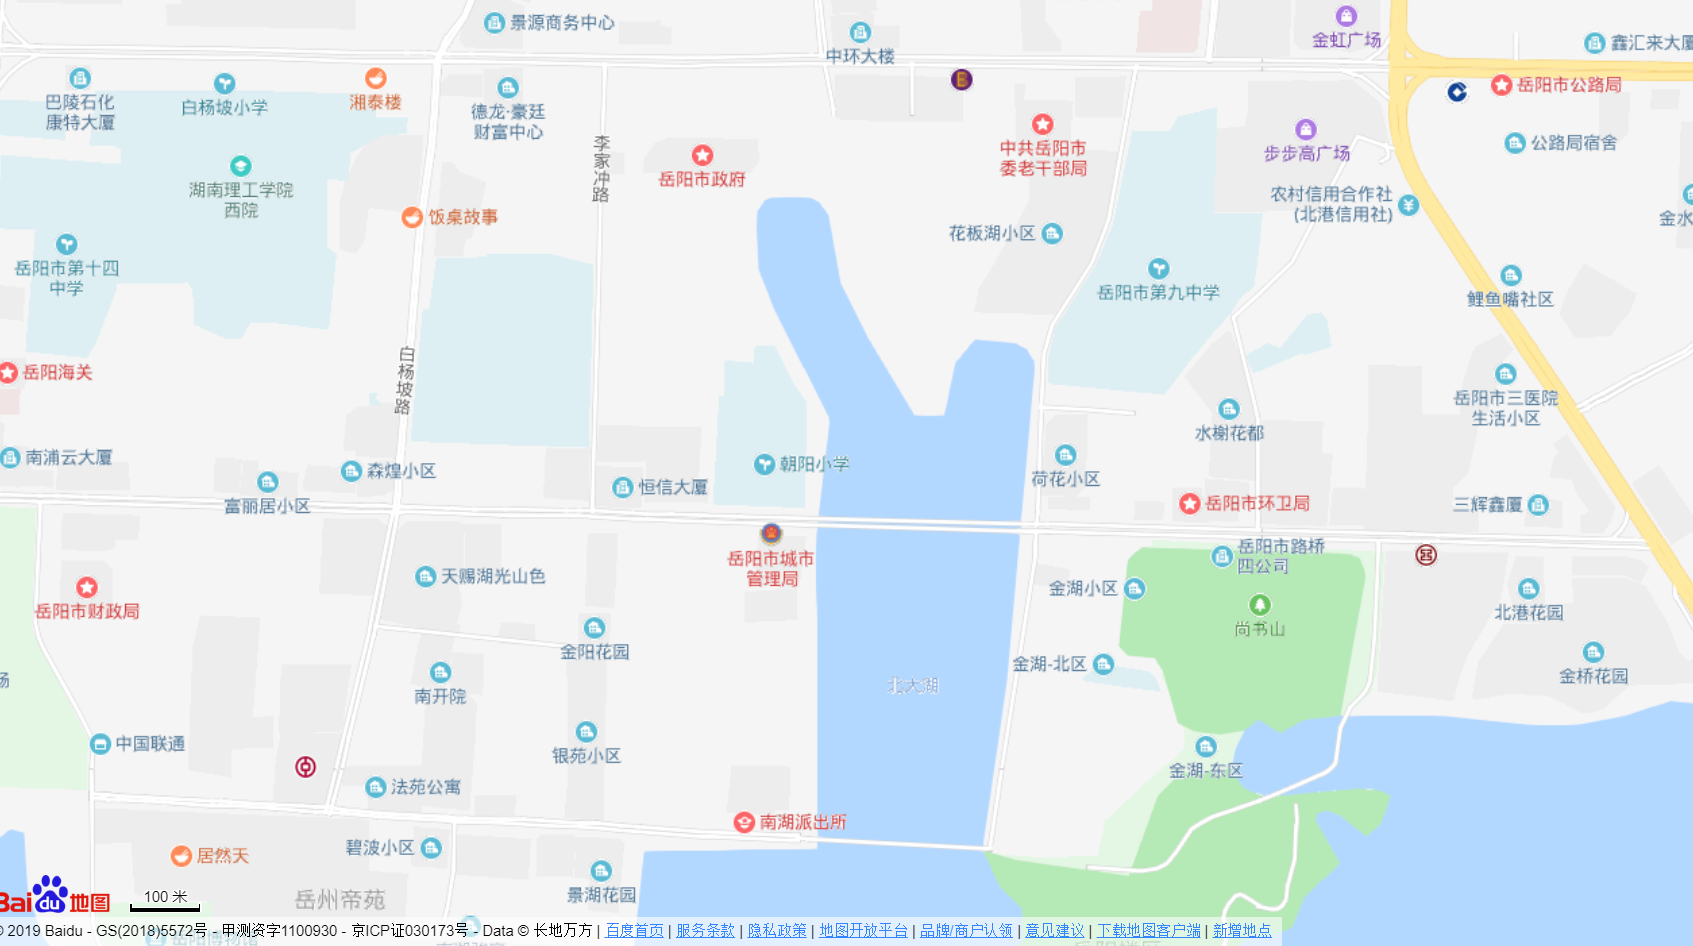 景源商务中心
金虹广场
中环大楼
鑫汇来大厦
岳阳市公路局
巴陵石化
康特大厦
白杨坡小学
湘泰楼
德龙·豪廷
财富中心
李家冲路
岳阳市政府
中共岳阳市
委老干部局
步步高广场
公路局宿舍
湖南理工学院
西院
饭桌故事
花板湖小区
农村信用合作社
(北港信用社)
金水
岳阳市第十四
中学
岳阳市第九中学
鲤鱼嘴社区
岳阳海关
白杨坡路
岳阳市三医院
生活小区
水榭花都
南浦云大厦
森煌小区
朝阳小学
荷花小区
富丽居小区
恒信大厦
岳阳市环卫局
三辉鑫厦
岳阳市城市
管理局
岳阳市路桥
四公司
天赐湖光山色
金湖小区
岳阳市财政局
北港花园
尚书山
金阳花园
金湖-北区
金桥花园
场
南开院
北大湖
中国联通
银苑小区
金湖-东区
法苑公寓
南湖派出所
碧波小区
居然天
岳州帝苑
景湖花园
Baidu地图
100 米
© 2019 Baidu - GS(2018)5572号 - 甲测资字1100930 - 京ICP证030173号 - Data © 长地万方 | 百度首页 | 服务条款 | 隐私政策 | 地图开放平台 | 品牌/商户认领 | 意见建议 | 下载地图客户端 | 新增地点
岳阳博物馆